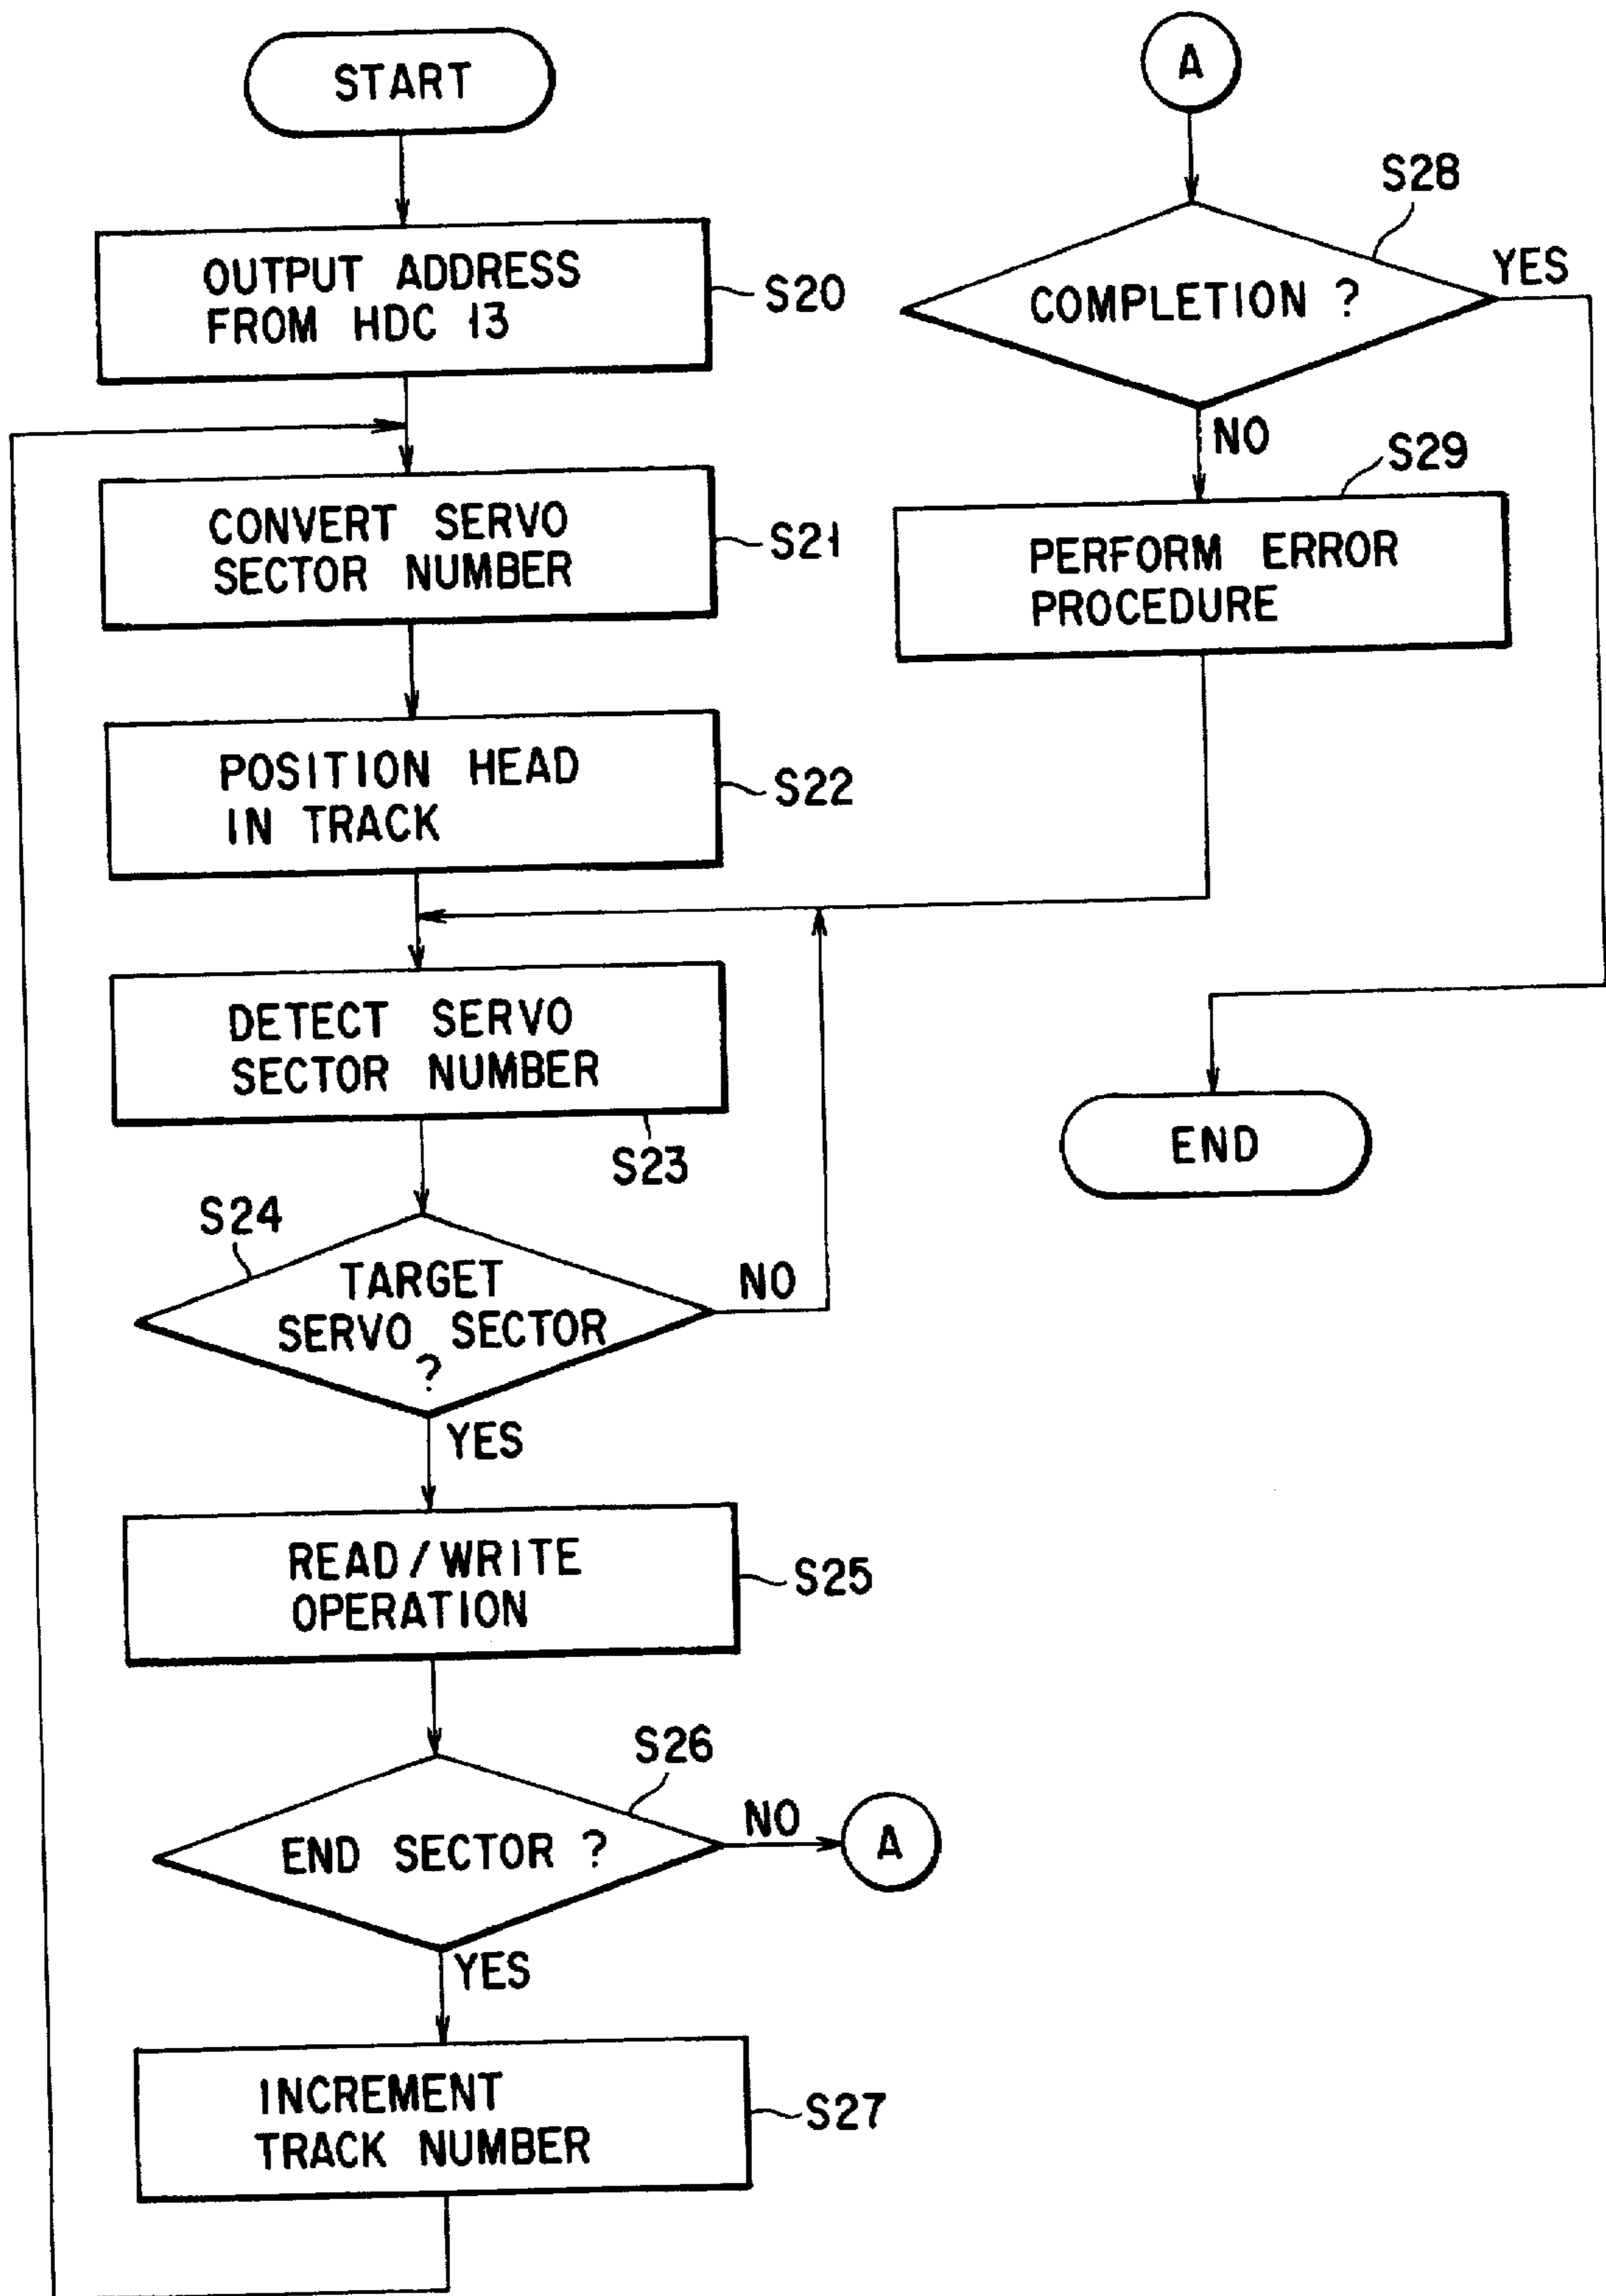 START
OUTPUT ADDRESS
FROM HDC 13
S20
CONVERT SERVO
SECTOR NUMBER
S21
POSITION HEAD
IN TRACK
S22
DETECT SERVO
SECTOR NUMBER
S23
S24
TARGET
SERVO SECTOR
?
NO
YES
READ/WRITE
OPERATION
S25
S26
END SECTOR ?
NO
A
YES
INCREMENT
TRACK NUMBER
S27
A
S28
COMPLETION ?
YES
NO
S29
PERFORM ERROR
PROCEDURE
END